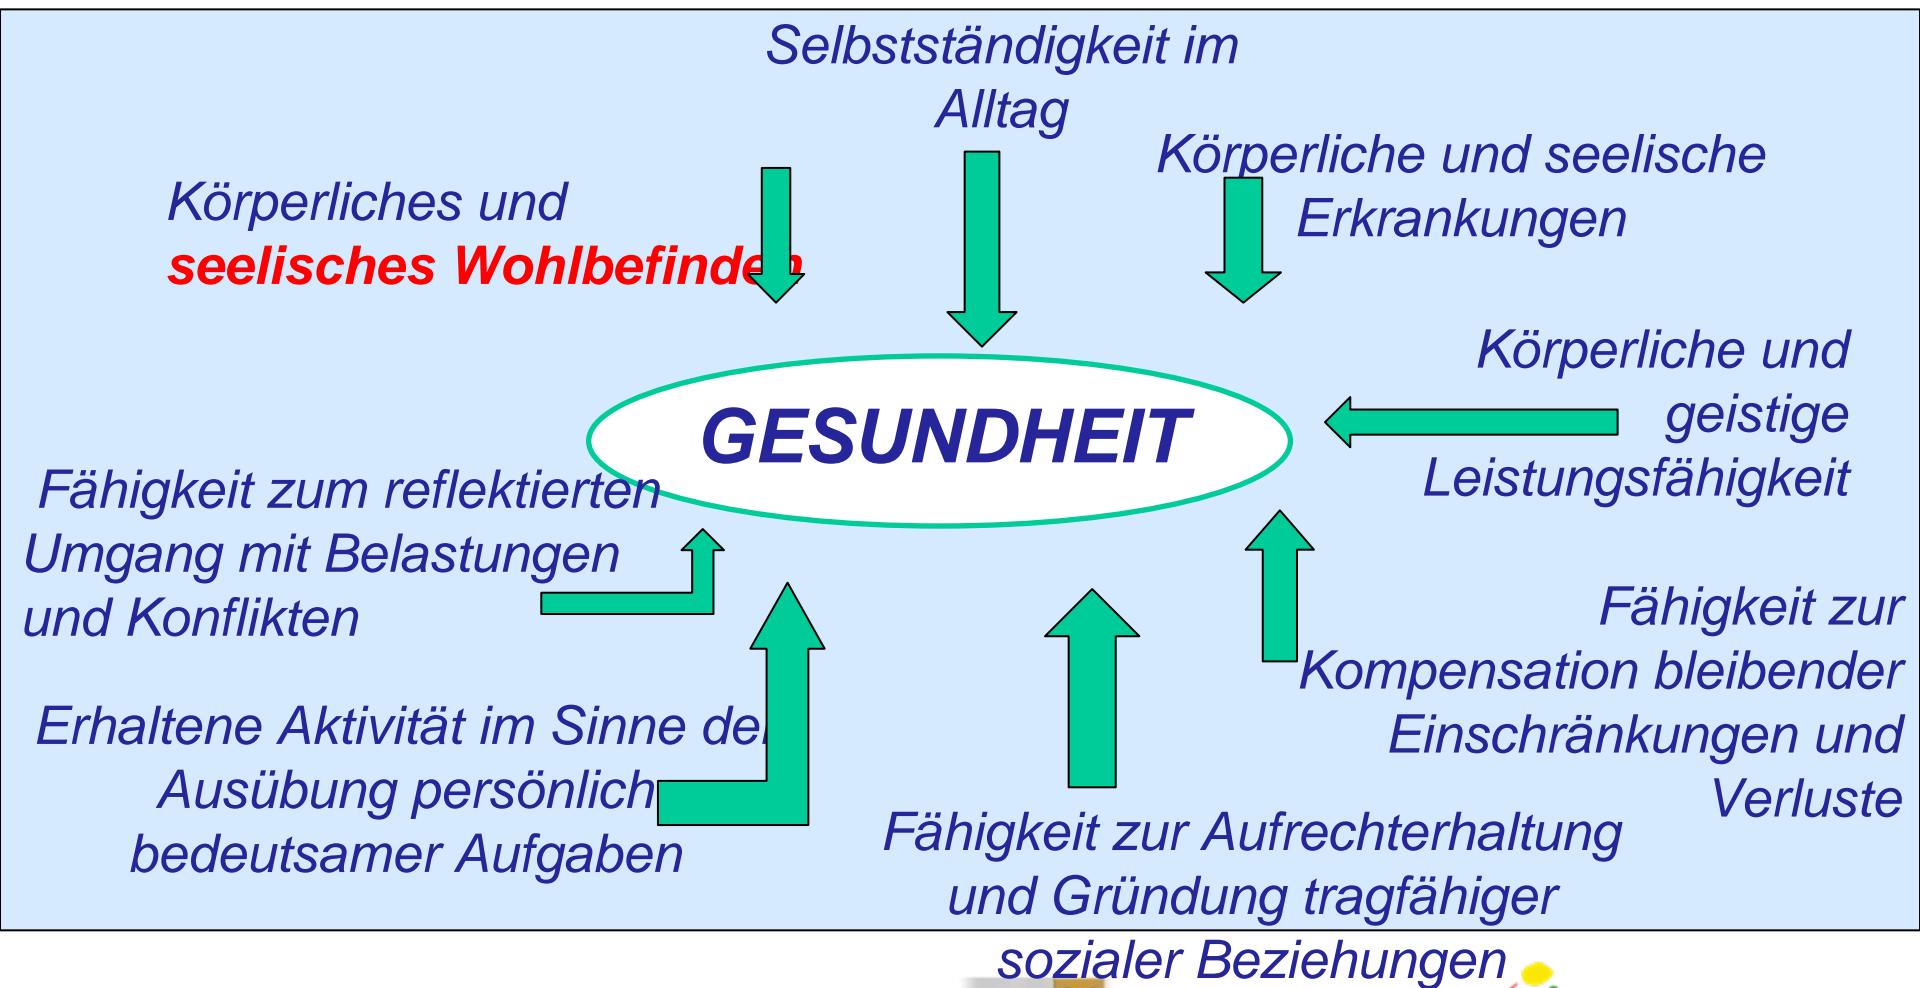 Selbstständigkeit im
Alltag
Körperliche und seelische
Erkrankungen
Körperliches und
seelisches Wohlbefinden
Körperliche und
geistige
Leistungsfähigkeit
GESUNDHEIT
Fähigkeit zum reflektierten
Umgang mit Belastungen
und Konflikten
Fähigkeit zur
Kompensation bleibender
Einschränkungen und
Verluste
Erhaltene Aktivität im Sinne der
Ausübung persönlich
bedeutsamer Aufgaben
Fähigkeit zur Aufrechterhaltung
und Gründung tragfähiger
sozialer Beziehungen